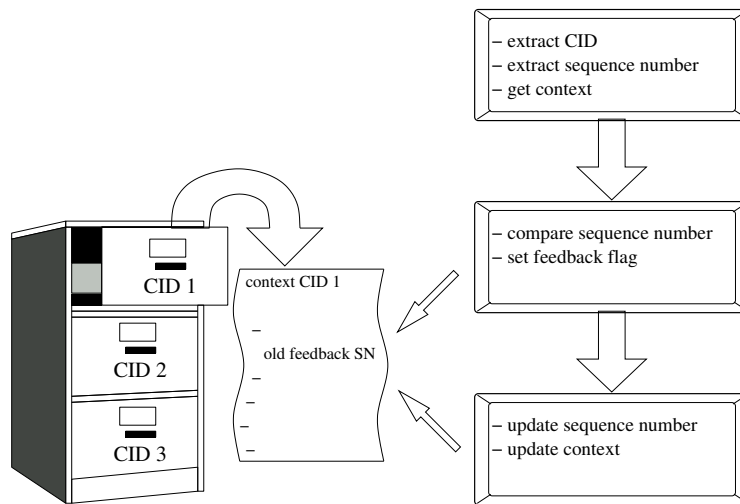 – extract CID
– extract sequence number
– get context
– compare sequence number
– set feedback flag
– update sequence number
– update context
CID 1
CID 2
CID 3
context CID 1
–
old feedback SN
–
–
–
–